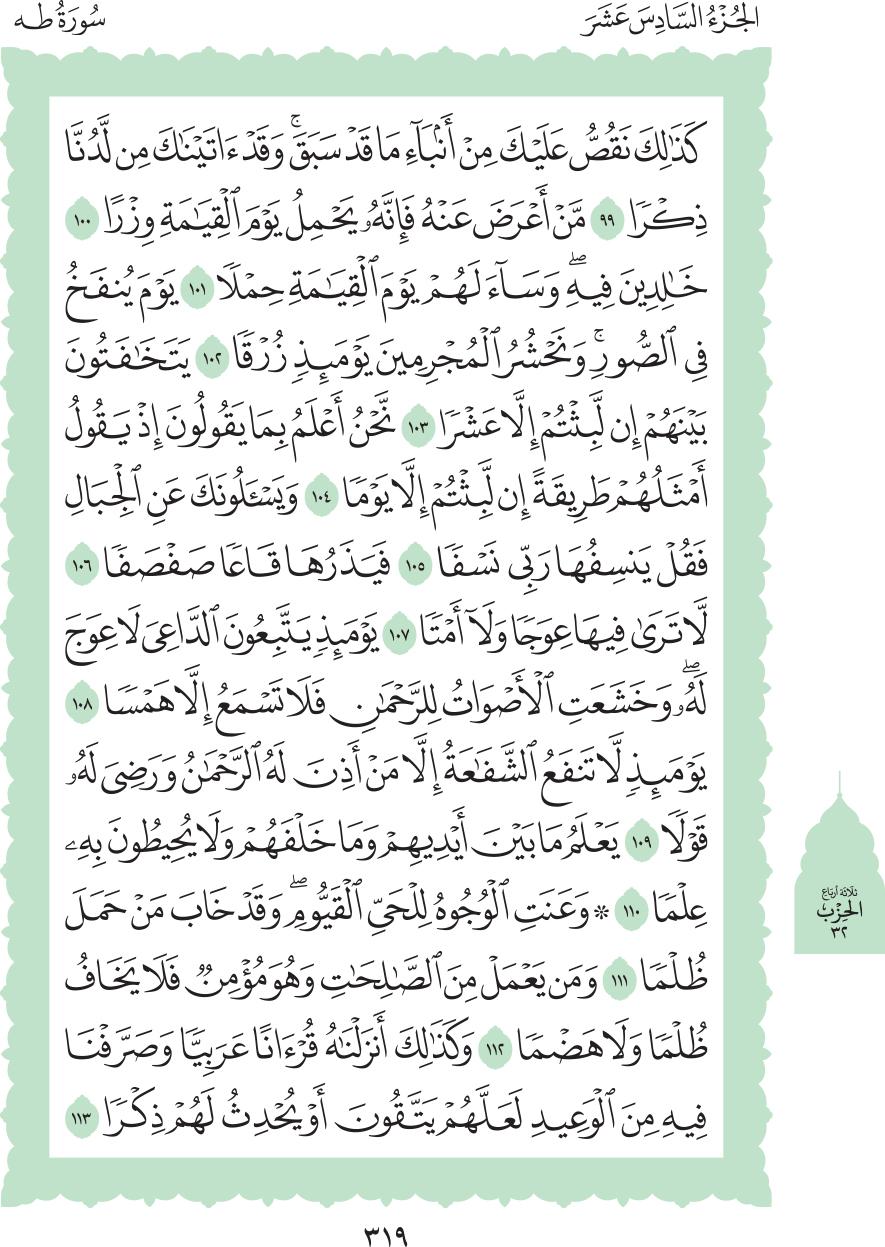 الجُزْءُ السَّادِسَ عَشَرَ
سُورَةُ طه
كَذَٰلِكَ نَقُصُّ عَلَيْكَ مِنْ أَنۢبَآءِ مَا قَدْ سَبَقَۚ وَقَدْ ءَاتَيْنَٰكَ مِن لَّدُنَّا
ذِكْرًا ٩٩ مَّنْ أَعْرَضَ عَنْهُ فَإِنَّهُۥ يَحْمِلُ يَوْمَ ٱلْقِيَٰمَةِ وِزْرًا ١٠٠
خَٰلِدِينَ فِيهِۖ وَسَآءَ لَهُمْ يَوْمَ ٱلْقِيَٰمَةِ حِمْلًا ١٠١ يَوْمَ يُنفَخُ
فِي ٱلصُّورِۚ وَنَحْشُرُ ٱلْمُجْرِمِينَ يَوْمَئِذٍ زُرْقًا ١٠٢ يَتَخَٰفَتُونَ
بَيْنَهُمْ إِن لَّبِثْتُمْ إِلَّا عَشْرًا ١٠٣ نَّحْنُ أَعْلَمُ بِمَا يَقُولُونَ إِذْ يَقُولُ
أَمْثَلُهُمْ طَرِيقَةً إِن لَّبِثْتُمْ إِلَّا يَوْمًا ١٠٤ وَيَسْـَٔلُونَكَ عَنِ ٱلْجِبَالِ
فَقُلْ يَنسِفُهَا رَبِّي نَسْفًا ١٠٥ فَيَذَرُهَا قَاعًا صَفْصَفًا ١٠٦
لَّا تَرَىٰ فِيهَا عِوَجًا وَلَآ أَمْتًا ١٠٧ يَوْمَئِذٍ يَتَّبِعُونَ ٱلدَّاعِيَ لَا عِوَجَ
لَهُۥۖ وَخَشَعَتِ ٱلْأَصْوَاتُ لِلرَّحْمَٰنِ فَلَا تَسْمَعُ إِلَّا هَمْسًا ١٠٨
يَوْمَئِذٍ لَّا تَنفَعُ ٱلشَّفَٰعَةُ إِلَّا مَنْ أَذِنَ لَهُ ٱلرَّحْمَٰنُ وَرَضِيَ لَهُۥ
قَوْلًا ١٠٩ يَعْلَمُ مَا بَيْنَ أَيْدِيهِمْ وَمَا خَلْفَهُمْ وَلَا يُحِيطُونَ بِهِۦ
عِلْمًا ١١٠ ۞ وَعَنَتِ ٱلْوُجُوهُ لِلْحَيِّ ٱلْقَيُّومِۖ وَقَدْ خَابَ مَنْ حَمَلَ
ظُلْمًا ١١١ وَمَن يَعْمَلْ مِنَ ٱلصَّٰلِحَٰتِ وَهُوَ مُؤْمِنٌ فَلَا يَخَافُ
ظُلْمًا وَلَا هَضْمًا ١١٢ وَكَذَٰلِكَ أَنزَلْنَٰهُ قُرْءَانًا عَرَبِيًّا وَصَرَّفْنَا
فِيهِ مِنَ ٱلْوَعِيدِ لَعَلَّهُمْ يَتَّقُونَ أَوْ يُحْدِثُ لَهُمْ ذِكْرًا ١١٣
ثلاثة أرباع
الحِزْبُ
٣٢
٣١٩